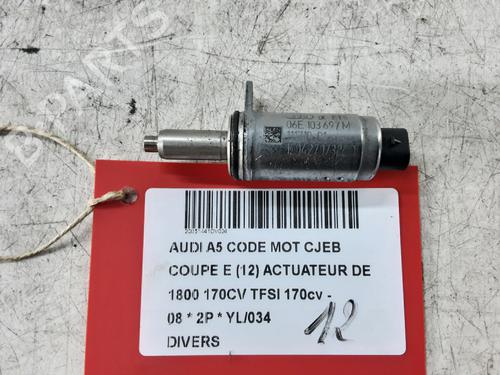 06E 103 697 M
AUDI A5 CODE MOT CJEB
COUPE E (12) ACTUATEUR DE
1800 170CV TFSI 170cv -
08 * 2P * YL/034
DIVERS
12